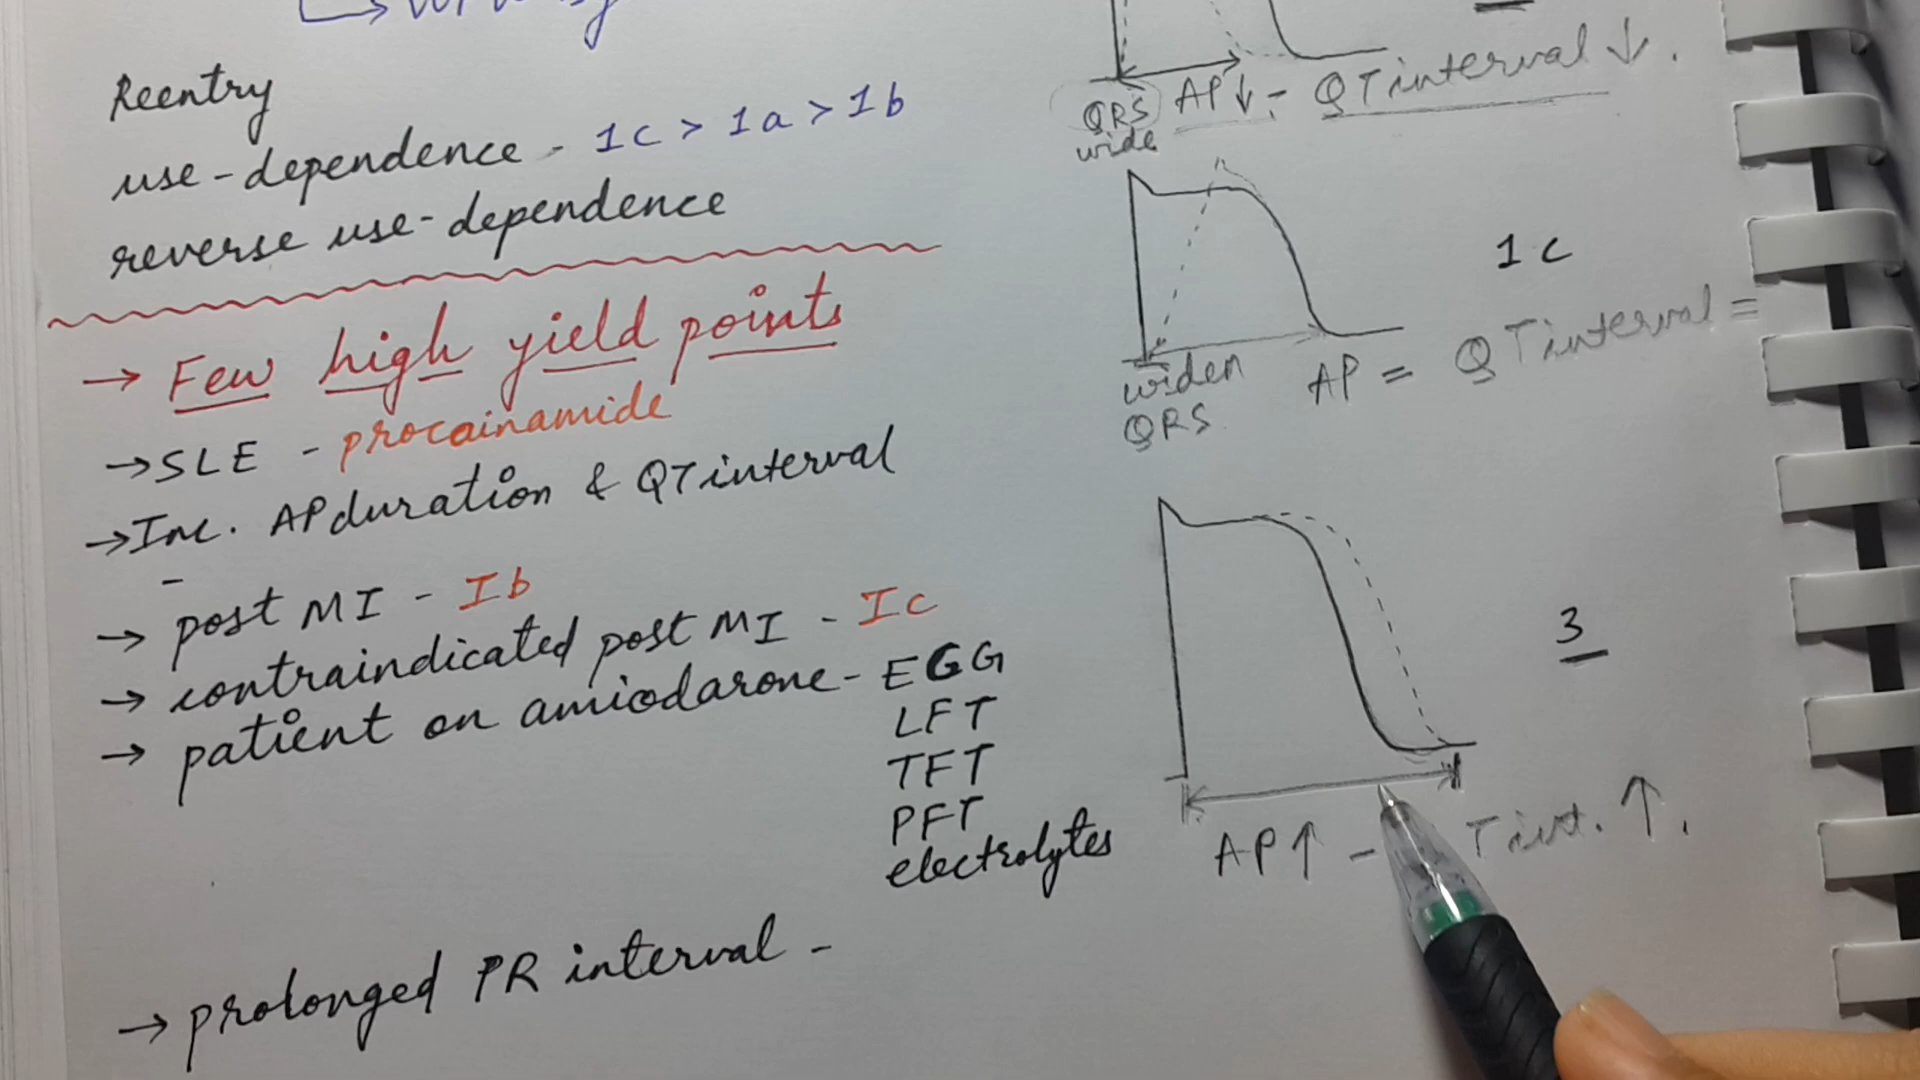 Reentry
use-dependence - 1c > 1a > 1b
reverse use-dependence
→ Few high yield points
→ SLE - procainamide
→ Inc. AP duration & QT interval
-
→ post MI - Ib
→ contraindicated post MI - Ic
→ patient on amiodarone - EGG
LFT
TFT
PFT
electrolytes
→ prolonged PR interval -
QRS AP↓ - QT interval ↓.
wide
1c
widen AP = QT interval =
QRS
3
AP↑ - T int. ↑.